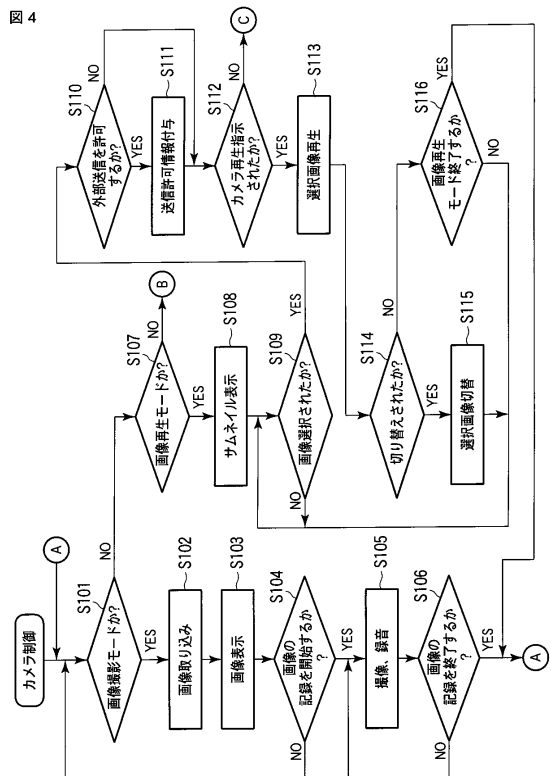 図4
カメラ制御
A
S101
画像撮影モードか?
NO
YES
S102
画像取り込み
S103
画像表示
S104
画像の
記録を開始するか
?
NO
YES
S105
撮像、録音
S106
画像の
記録を終了するか
?
NO
YES
A
S107
画像再生モードか?
NO
B
YES
S108
サムネイル表示
S109
画像選択されたか?
NO
YES
S110
外部送信を許可
するか?
NO
YES
S111
送信許可情報付与
S112
カメラ再生指示
されたか?
NO
C
YES
S113
選択画像再生
S114
切り替えされたか?
NO
YES
S115
選択画像切替
S116
画像再生
モード終了するか
?
YES
NO